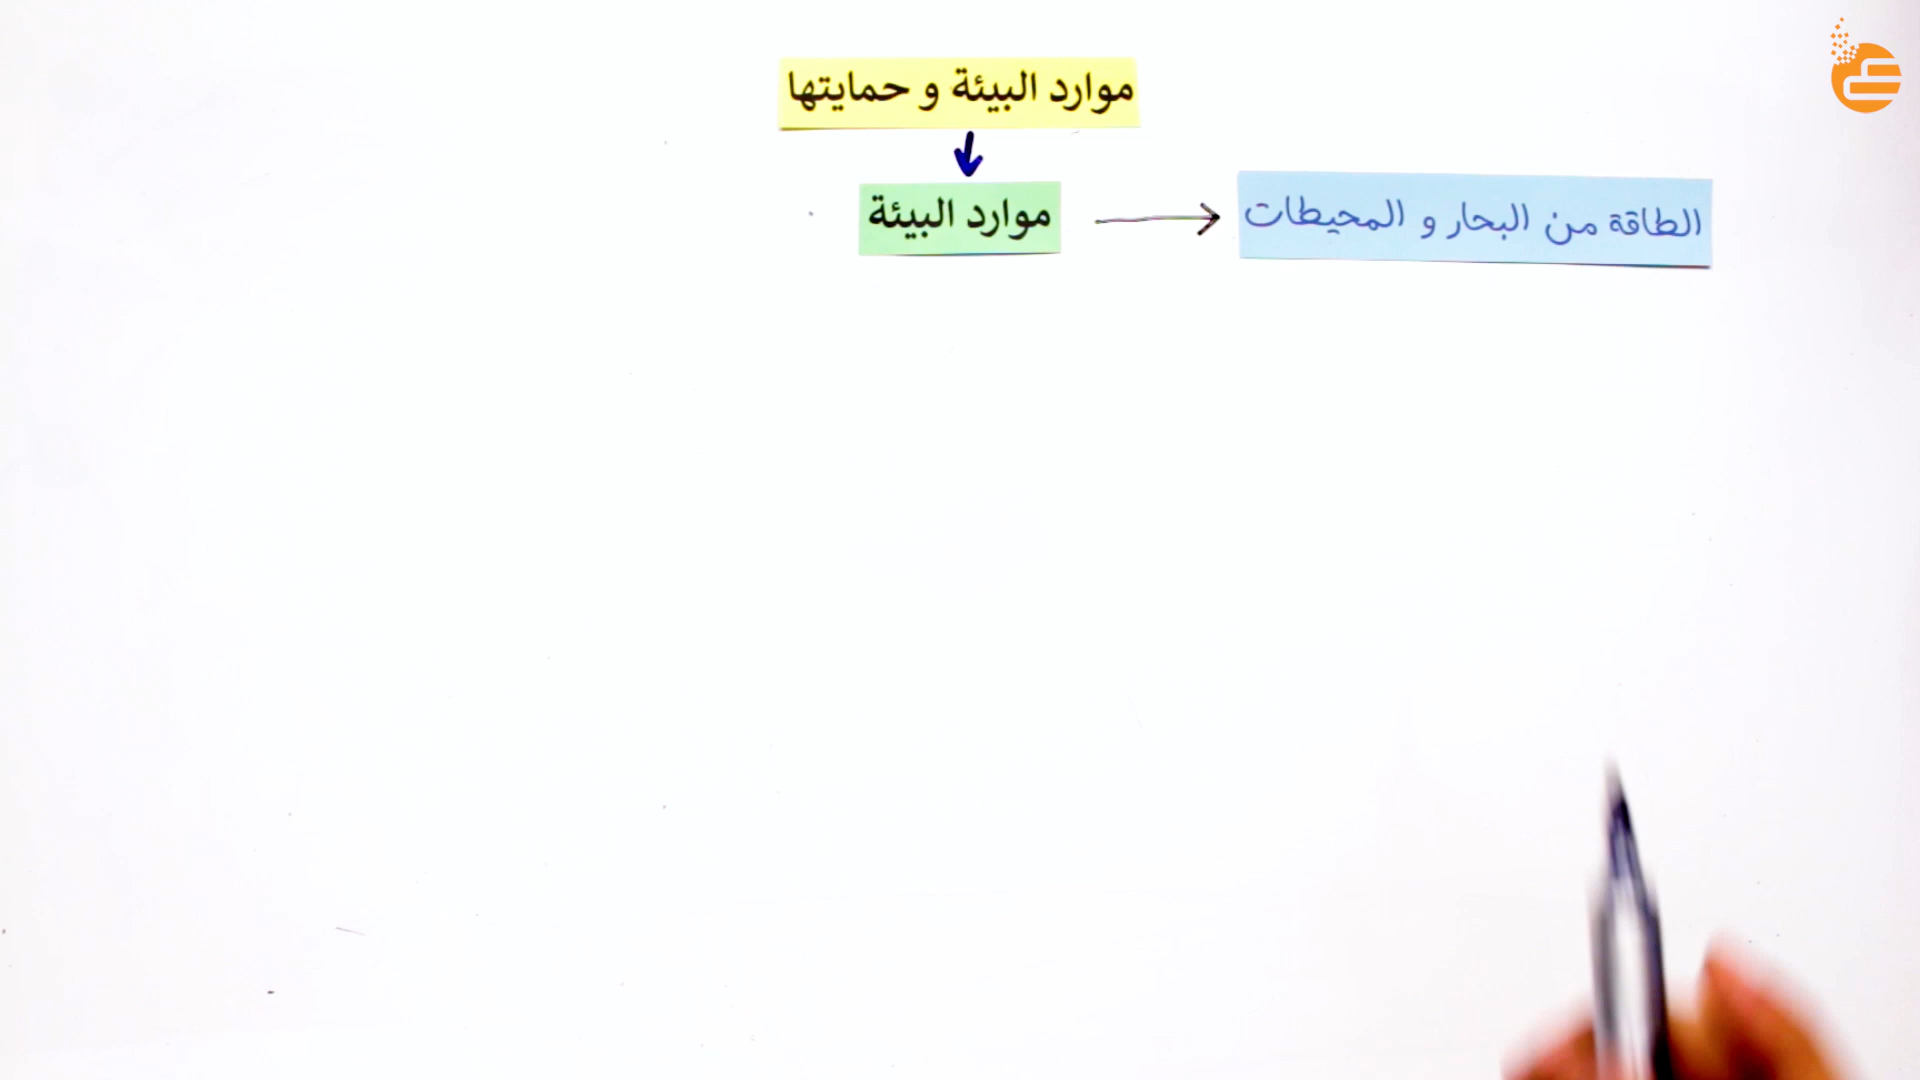 موارد البيئة و حمايتها
موارد البيئة
الطاقة من البحار و المحيطات